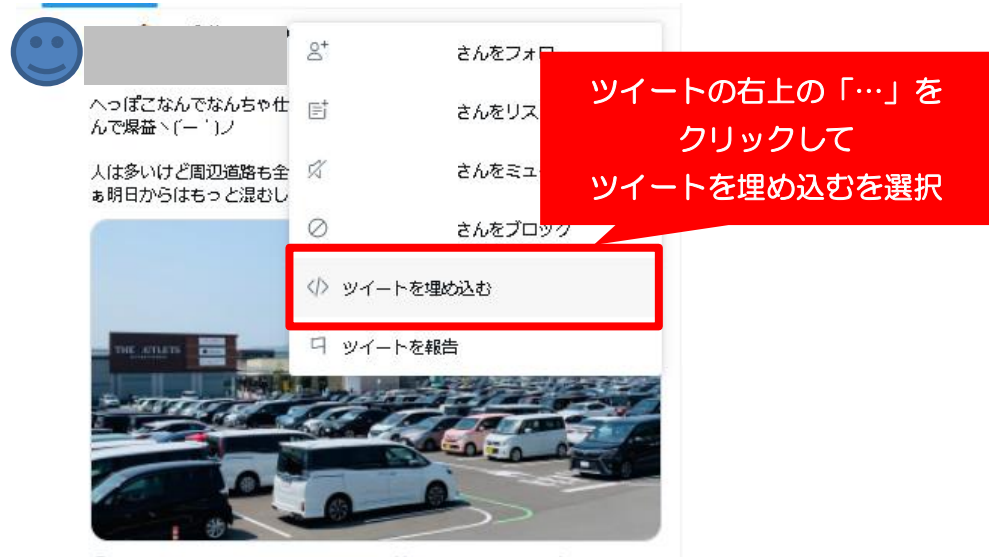 さんをフォロー
さんをリス
さんをミュ
さんをブロック
ツイートを埋め込む
ツイートを報告
ツイートの右上の「…」を
クリックして
ツイートを埋め込むを選択
へっぽこなんでなんちゃ仕
んで爆益ヽ(´ー｀)ノ
人は多いけど周辺道路も全
ぁ明日からはもっと混むし
THE OUTLETS